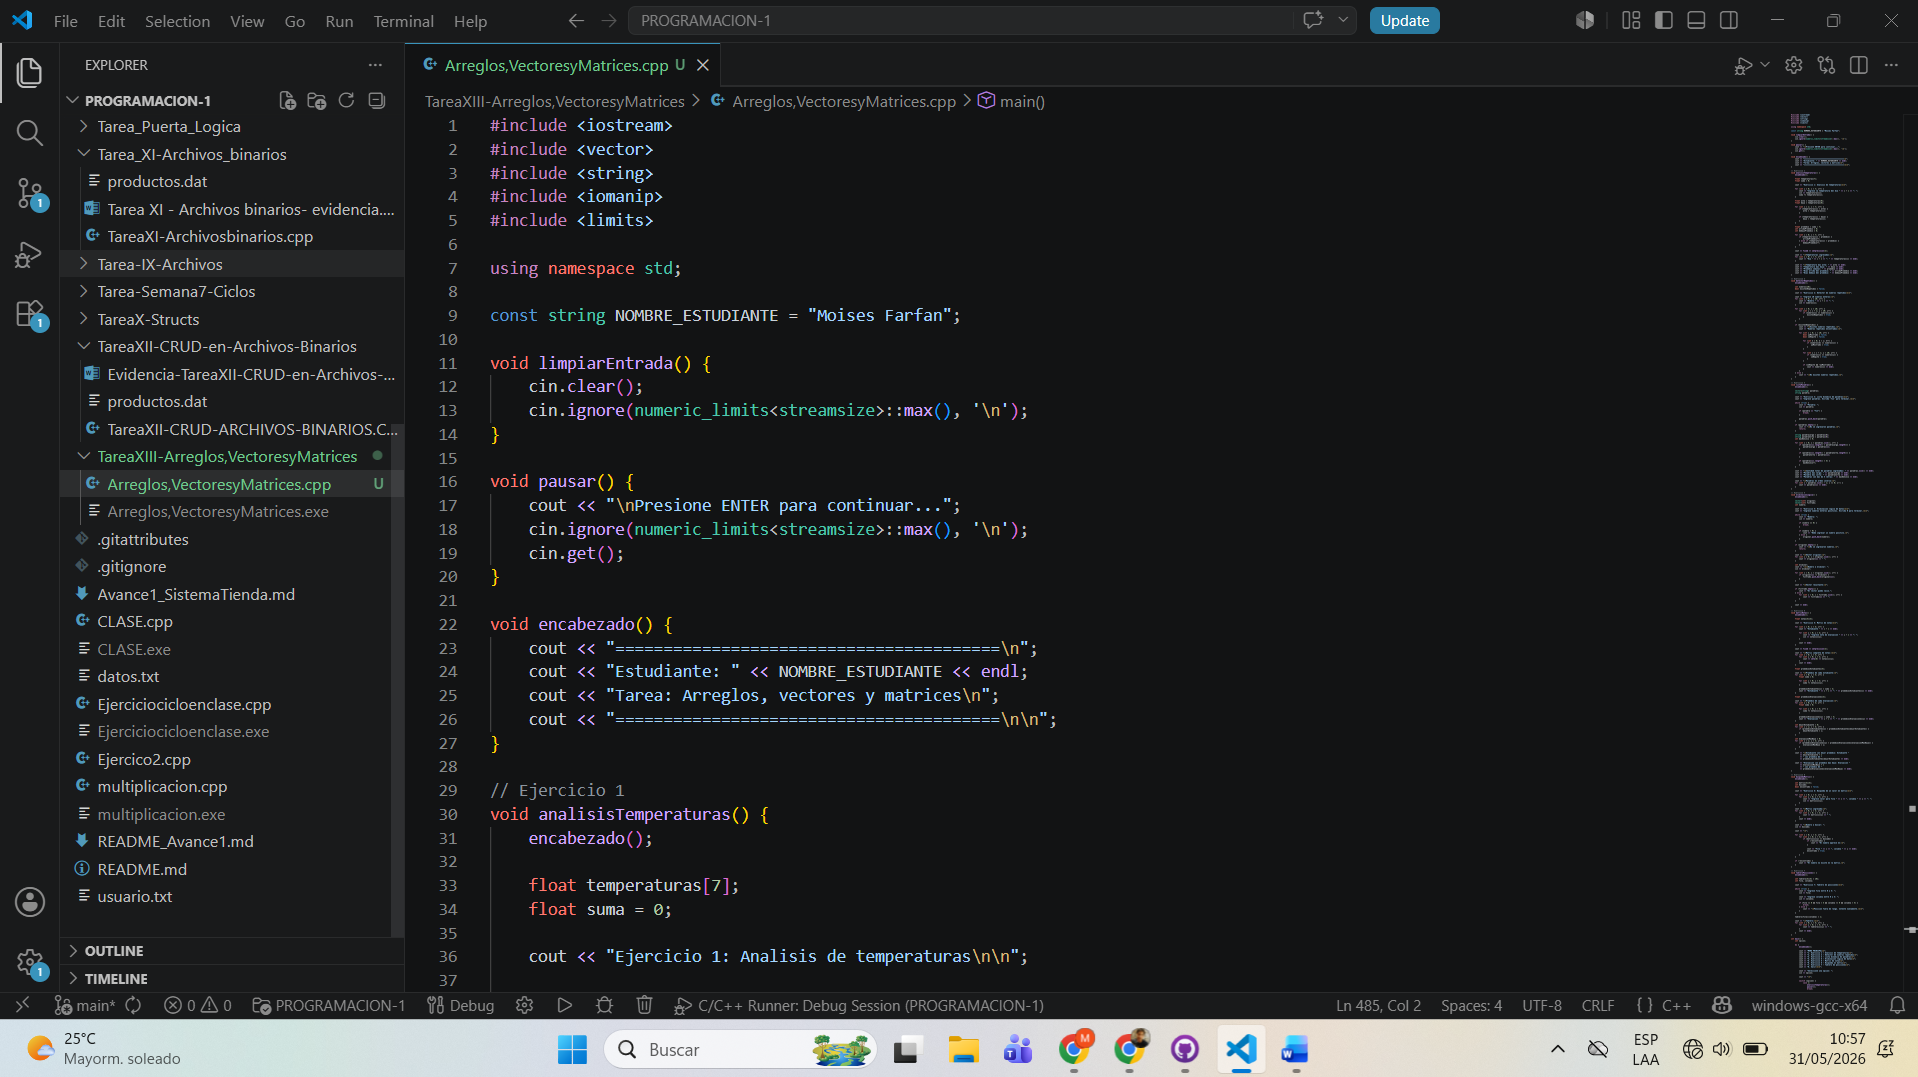 File Edit Selection View Go Run Terminal Help
PROGRAMACION-1
Update
EXPLORER
PROGRAMACION-1
Tarea_Puerta_Logica
Tarea_XI-Archivos_binarios
productos.dat
Tarea XI - Archivos binarios- evidencia....
TareaXI-Archivosbinarios.cpp
Tarea-IX-Archivos
Tarea-Semana7-Ciclos
TareaX-Structs
TareaXII-CRUD-en-Archivos-Binarios
Evidencia-TareaXII-CRUD-en-Archivos-...
productos.dat
TareaXII-CRUD-ARCHIVOS-BINARIOS.C...
TareaXIII-Arreglos,VectoresyMatrices
Arreglos,VectoresyMatrices.cpp U
Arreglos,VectoresyMatrices.exe
.gitattributes
.gitignore
Avance1_SistemaTienda.md
CLASE.cpp
CLASE.exe
datos.txt
Ejerciciocicloenclase.cpp
Ejerciciocicloenclase.exe
Ejercico2.cpp
multiplicacion.cpp
multiplicacion.exe
README_Avance1.md
README.md
usuario.txt
OUTLINE
TIMELINE
1
1
1
Arreglos,VectoresyMatrices.cpp U
TareaXIII-Arreglos,VectoresyMatrices > Arreglos,VectoresyMatrices.cpp > main()
1 #include <iostream>
2 #include <vector>
3 #include <string>
4 #include <iomanip>
5 #include <limits>
6
7 using namespace std;
8
9 const string NOMBRE_ESTUDIANTE = "Moises Farfan";
10
11 void limpiarEntrada() {
12 cin.clear();
13 cin.ignore(numeric_limits<streamsize>::max(), '\n');
14 }
15
16 void pausar() {
17 cout << "\nPresione ENTER para continuar...";
18 cin.ignore(numeric_limits<streamsize>::max(), '\n');
19 cin.get();
20 }
21
22 void encabezado() {
23 cout << "========================================\n";
24 cout << "Estudiante: " << NOMBRE_ESTUDIANTE << endl;
25 cout << "Tarea: Arreglos, vectores y matrices\n";
26 cout << "========================================\n\n";
27 }
28
29 // Ejercicio 1
30 void analisisTemperaturas() {
31 encabezado();
32
33 float temperaturas[7];
34 float suma = 0;
35
36 cout << "Ejercicio 1: Analisis de temperaturas\n\n";
37
main* 0 0 PROGRAMACION-1 Debug C/C++ Runner: Debug Session (PROGRAMACION-1) Ln 485, Col 2 Spaces: 4 UTF-8 CRLF {} C++ windows-gcc-x64
25°C
Mayorm. soleado
Buscar
ESP
LAA
10:57
31/05/2026